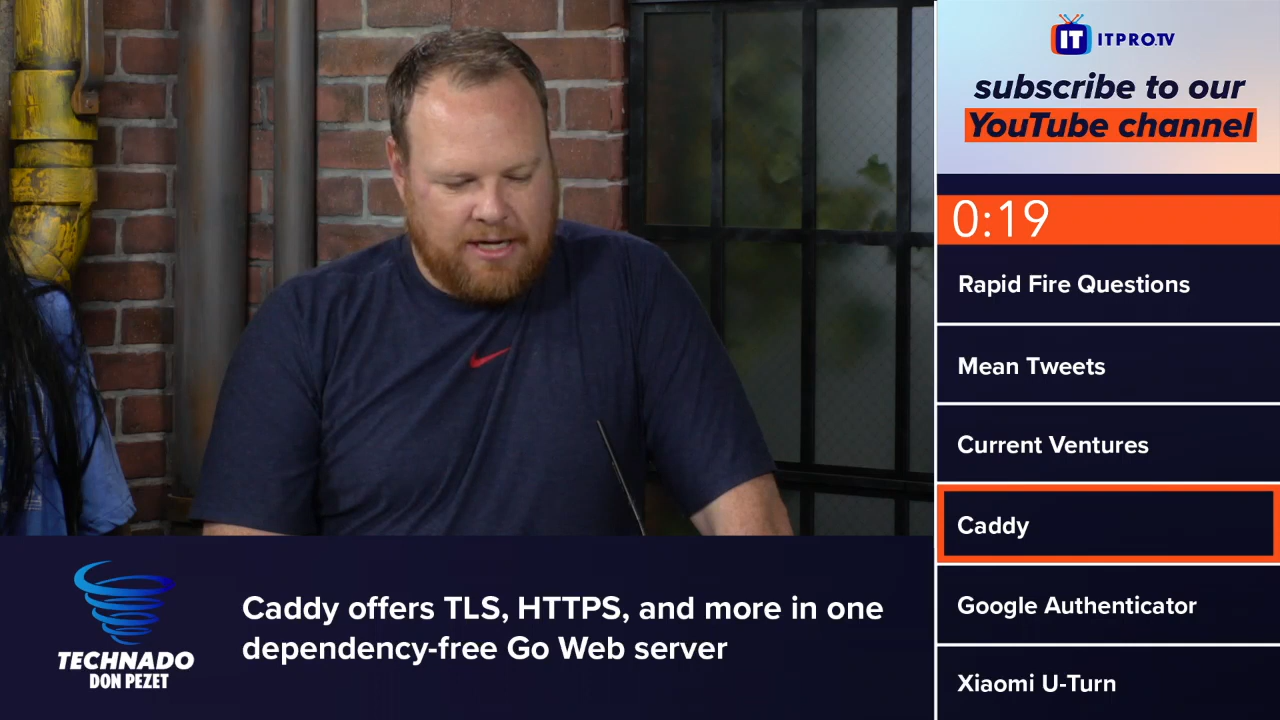 IT ITPRO.TV
subscribe to our
YouTube channel
0:19
Rapid Fire Questions
Mean Tweets
Current Ventures
Caddy
Google Authenticator
Xiaomi U-Turn
Caddy offers TLS, HTTPS, and more in one
dependency-free Go Web server
TECHNADO
DON PEZET